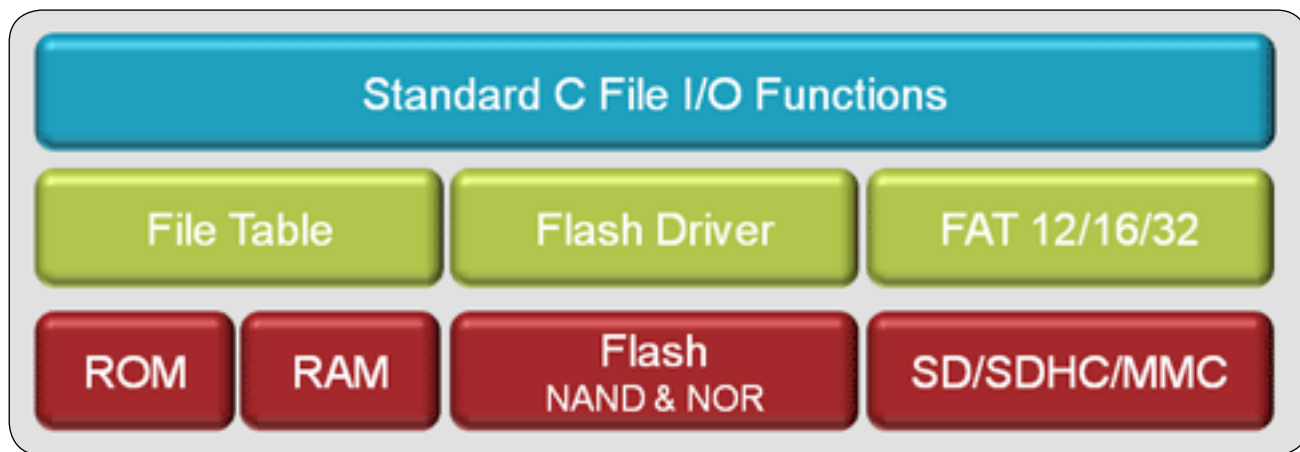 Standard C File I/O Functions
File Table
Flash Driver
FAT 12/16/32
ROM
RAM
Flash
NAND & NOR
SD/SDHC/MMC